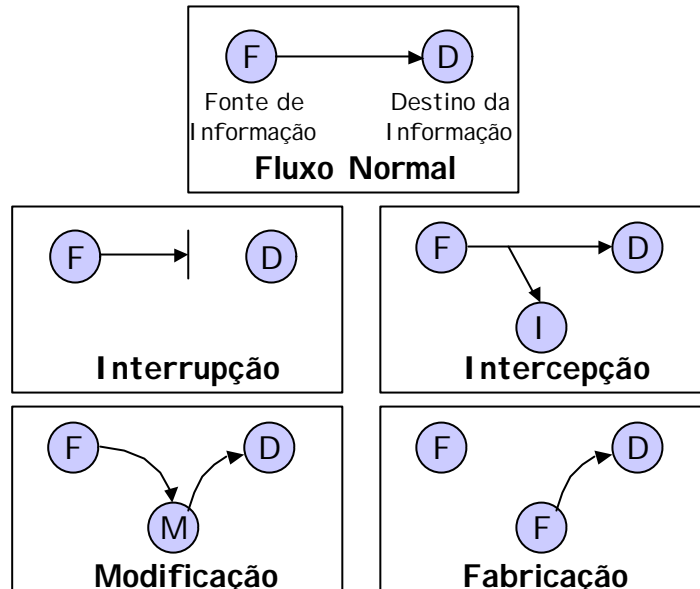 F
D
Fonte de
Informação
Destino da
Informação
Fluxo Normal
F
D
Interrupção
F
D
I
Intercepção
F
D
M
Modificação
F
D
F
Fabricação